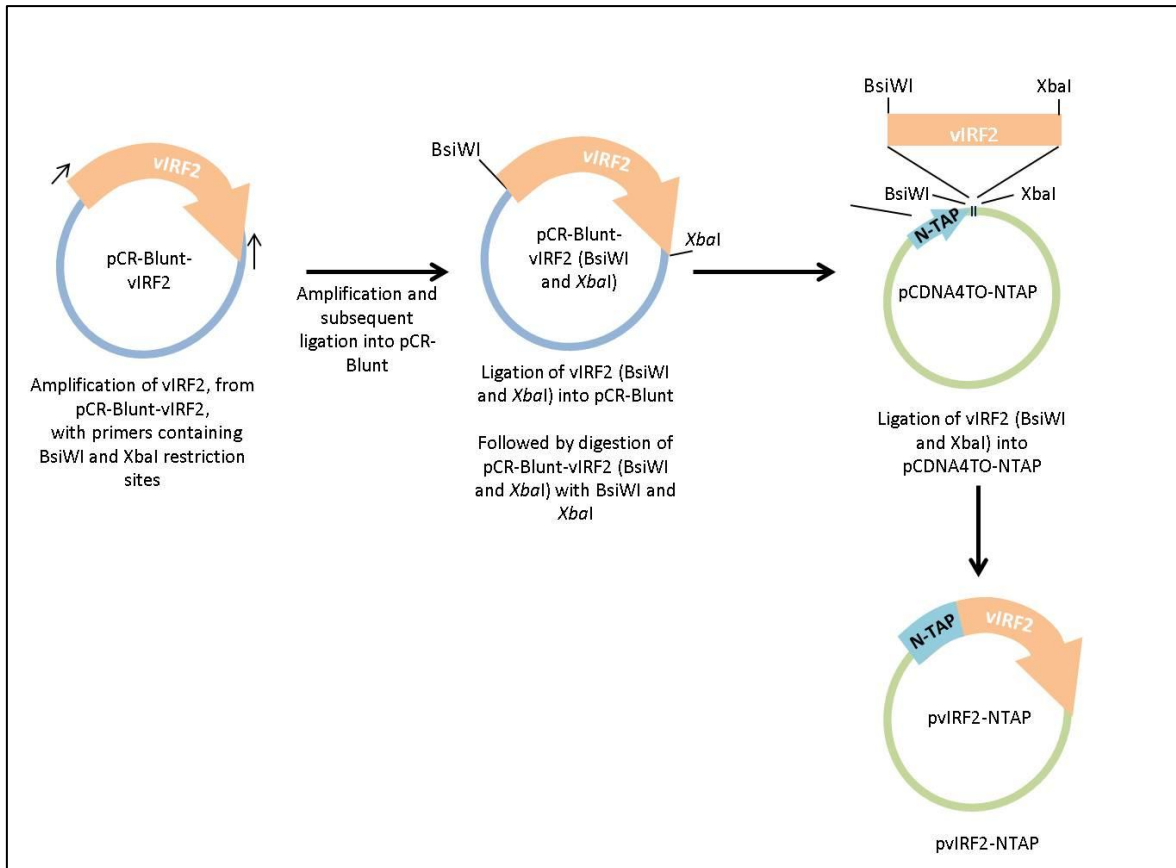 vIRF2
pCR-Blunt-
vIRF2
Amplification of vIRF2, from
pCR-Blunt-vIRF2,
with primers containing
BsiWI and XbaI restriction
sites
Amplification and
subsequent
ligation into pCR-
Blunt
BsiWI
vIRF2
XbaI
pCR-Blunt-
vIRF2 (BsiWI
and XbaI)
Ligation of vIRF2 (BsiWI
and XbaI) into pCR-Blunt
Followed by digestion of
pCR-Blunt-vIRF2 (BsiWI
and XbaI) with BsiWI and
XbaI
BsiWI
XbaI
vIRF2
BsiWI
XbaI
N-TAP
pCDNA4TO-NTAP
Ligation of vIRF2 (BsiWI
and XbaI) into
pCDNA4TO-NTAP
N-TAP
vIRF2
pvIRF2-NTAP
pvIRF2-NTAP